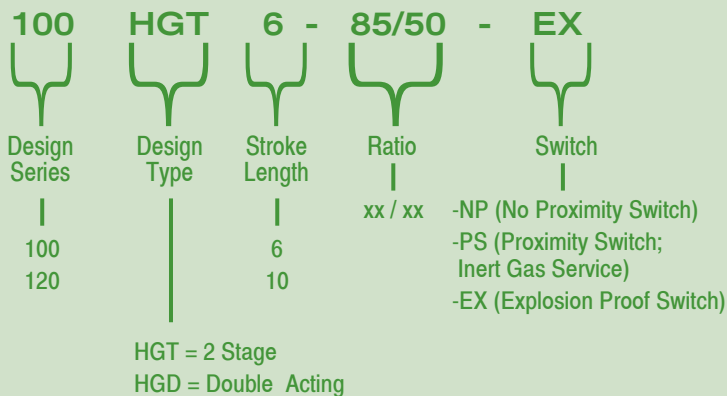 100 HGT 6 - 85/50 - EX
Design Series
Design Type
Stroke Length
Ratio
Switch
100
120
6
10
xx / xx
-NP (No Proximity Switch)
-PS (Proximity Switch;
Inert Gas Service)
-EX (Explosion Proof Switch)
HGT = 2 Stage
HGD = Double Acting